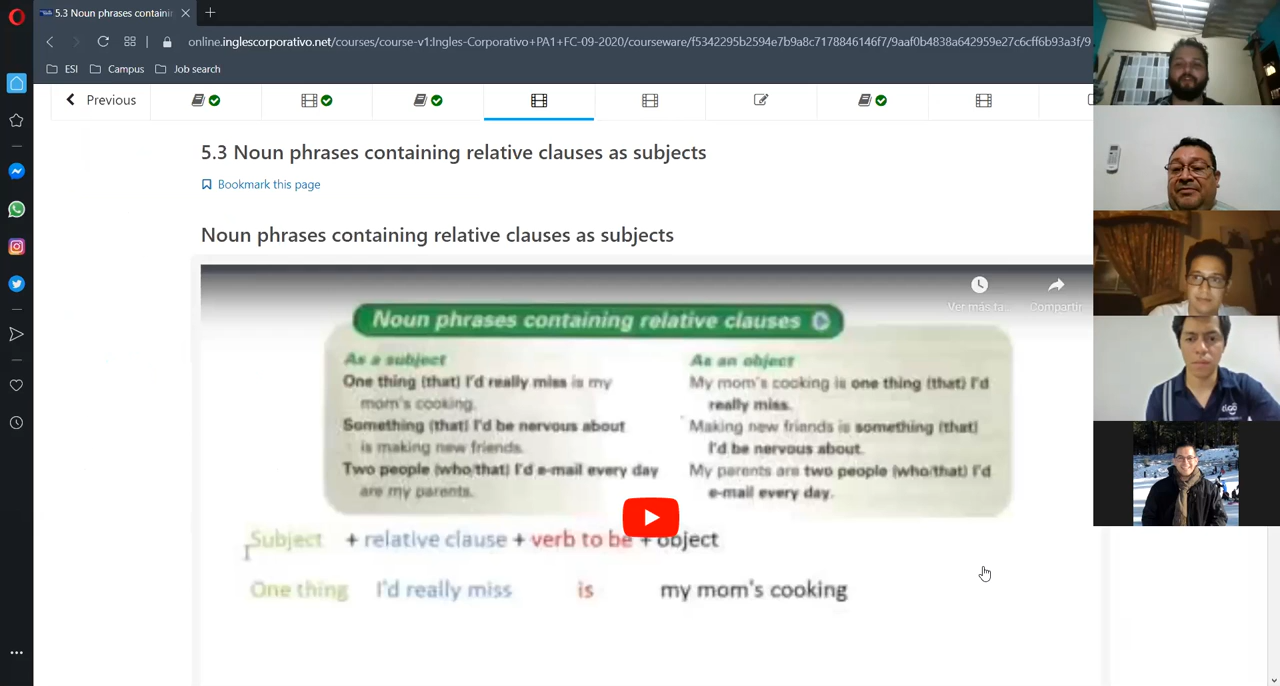 5.3 Noun phrases containi
online.inglescorporativo.net/courses/course-v1:Ingles-Corporativo+PA1+FC-09-2020/courseware/f5342295b2594e7b9a8c7178846146f7/9aaf0b4838a642959e27c6cff6b93a3f/9
ESI Campus Job search
Previous
5.3 Noun phrases containing relative clauses as subjects
Bookmark this page
Noun phrases containing relative clauses as subjects
Ver más ta... Compartir
Noun phrases containing relative clauses
As a subject
One thing (that) I'd really miss is my
mom's cooking.
Something (that) I'd be nervous about
is making new friends.
Two people (who/that) I'd e-mail every day
are my parents.
As an object
My mom's cooking is one thing (that) I'd
really miss.
Making new friends is something (that)
I'd be nervous about.
My parents are two people (who/that) I'd
e-mail every day.
Subject + relative clause + verb to be + object
One thing I'd really miss is my mom's cooking
tigo